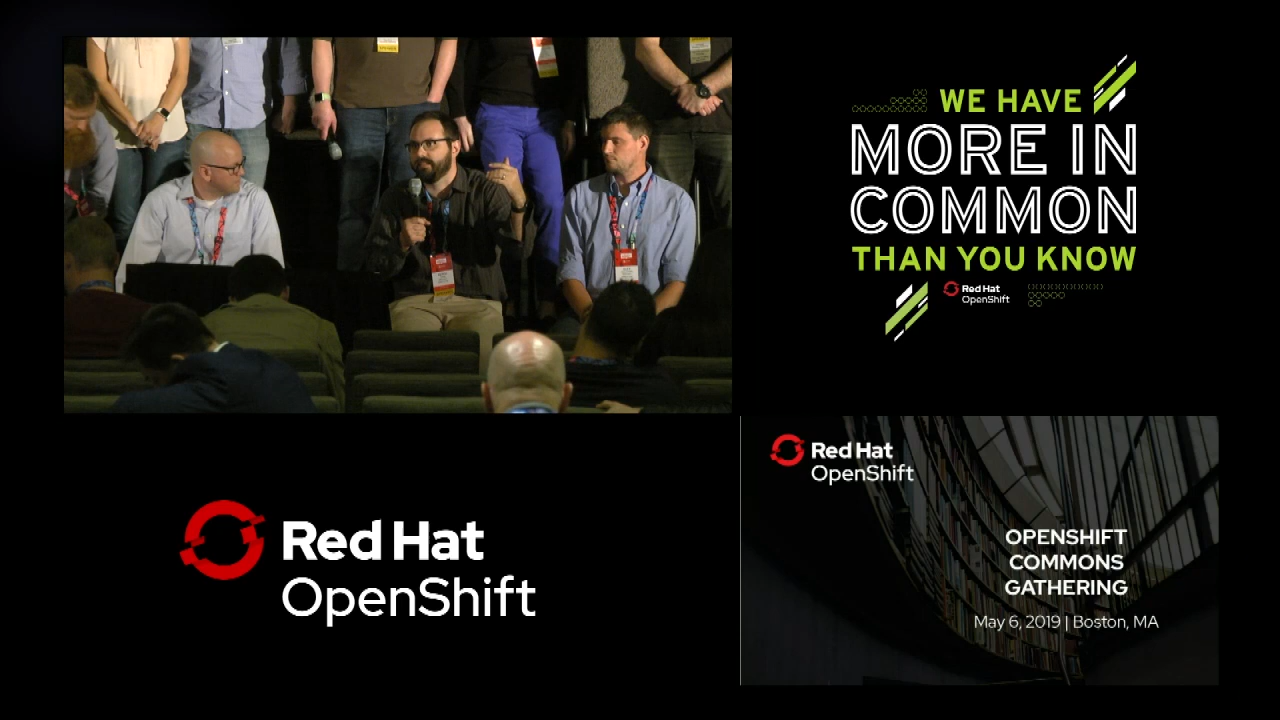 WE HAVE
MORE IN
COMMON
THAN YOU KNOW
Red Hat
OpenShift
Red Hat
OpenShift
Red Hat
OpenShift
OPENSHIFT
COMMONS
GATHERING
May 6, 2019 | Boston, MA